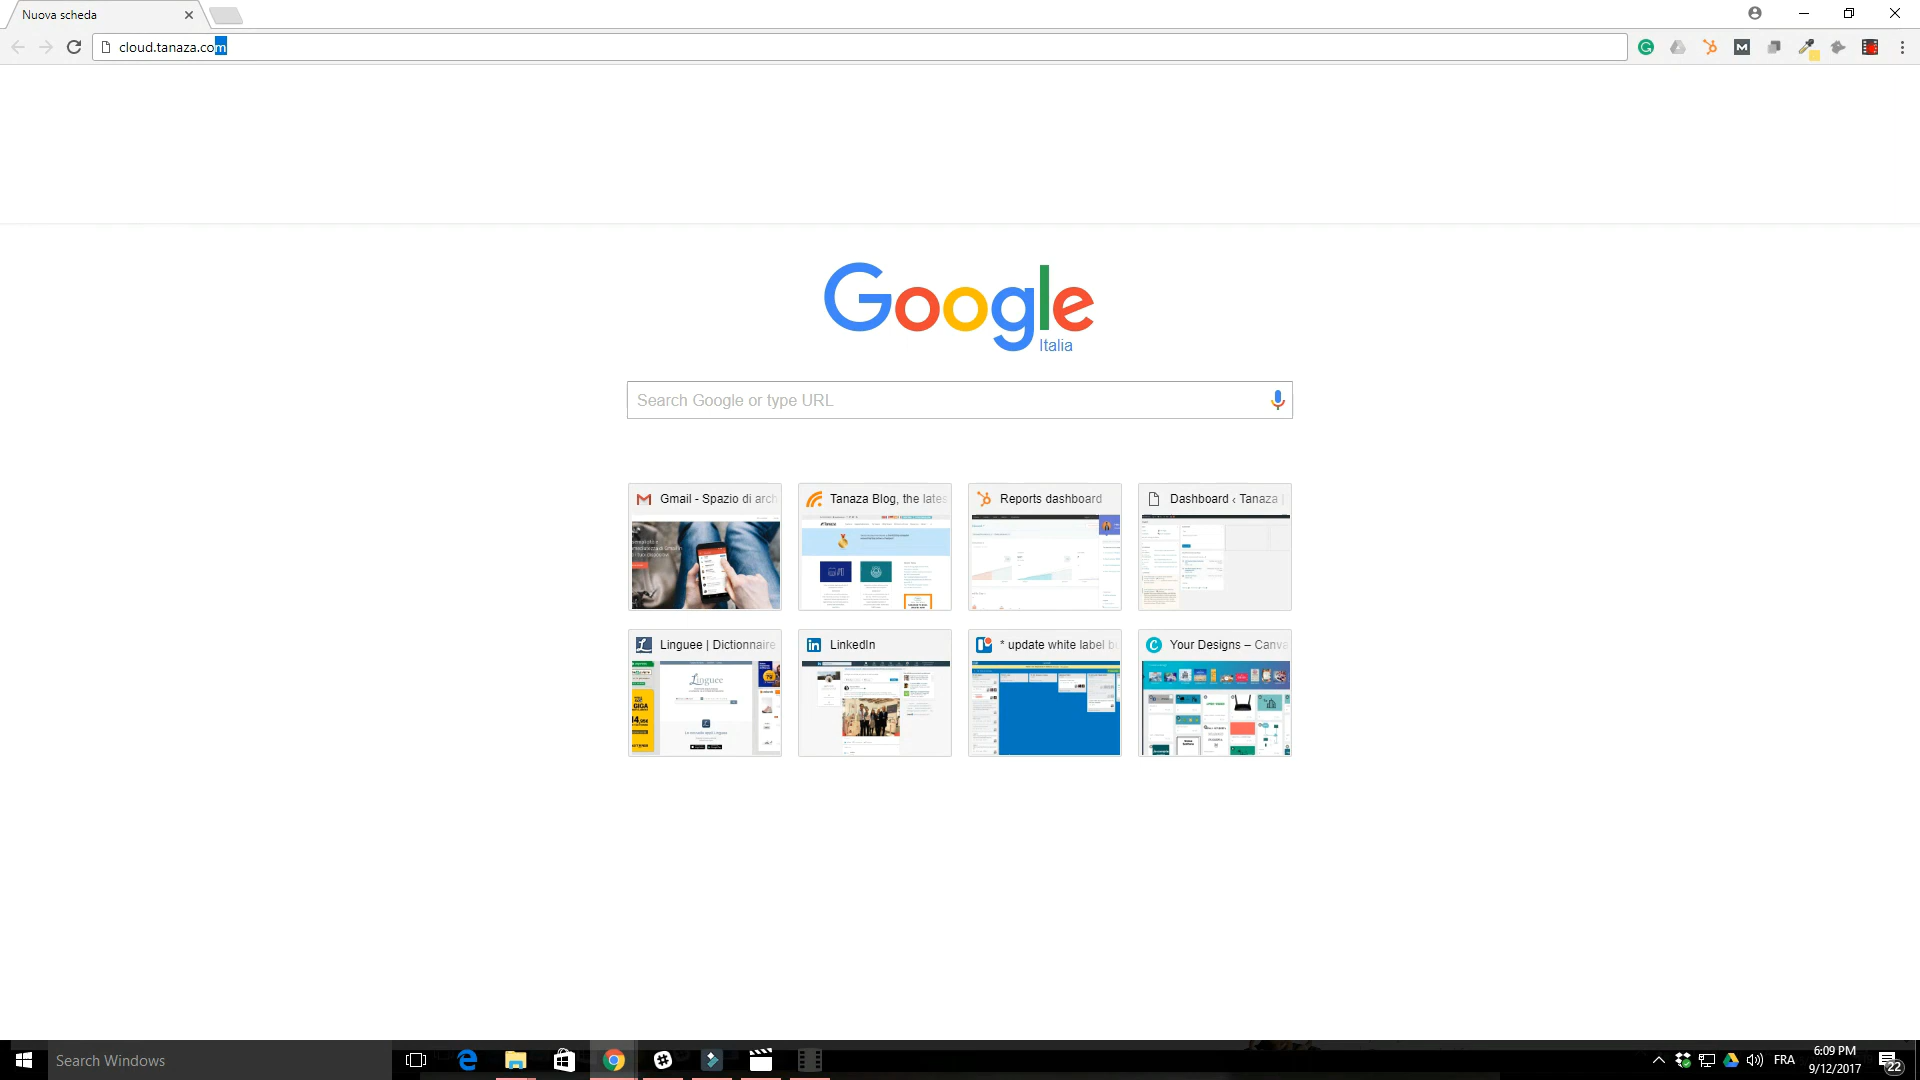 Nuova scheda
cloud.tanaza.com
Google
Italia
Search Google or type URL
Gmail - Spazio di arch
Tanaza Blog, the lates
Reports dashboard
Dashboard ‹ Tanaza |
Linguee | Dictionnaire
LinkedIn
* update white label b
Your Designs – Canva
Linguee
Search Windows
FRA
6:09 PM
9/12/2017
22